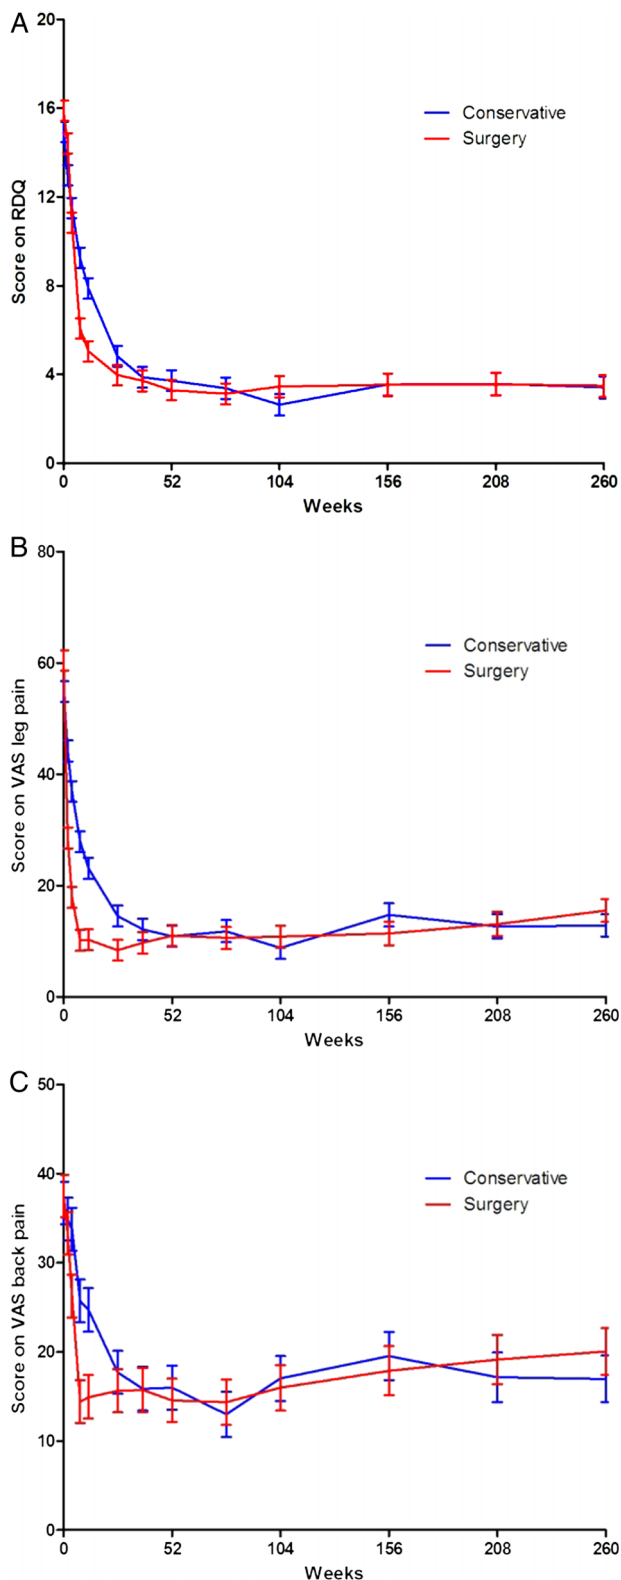 A
20
16
12
8
4
0
Score on RDQ
Conservative
Surgery
0 52 104 156 208 260
Weeks
B
80
60
40
20
0
Score on VAS leg pain
Conservative
Surgery
0 52 104 156 208 260
Weeks
C
50
40
30
20
10
0
Score on VAS back pain
Conservative
Surgery
0 52 104 156 208 260
Weeks